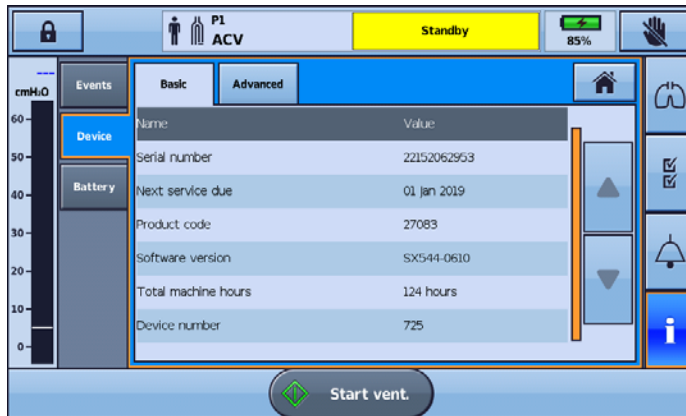 P1
ACV
Standby
85%
---
cmH₂O
60
50
40
30
20
10
0
Events
Device
Battery
Basic
Advanced
Name Value
Serial number 22152062953
Next service due 01 Jan 2019
Product code 27083
Software version SX544-0610
Total machine hours 124 hours
Device number 725
i
Start vent.